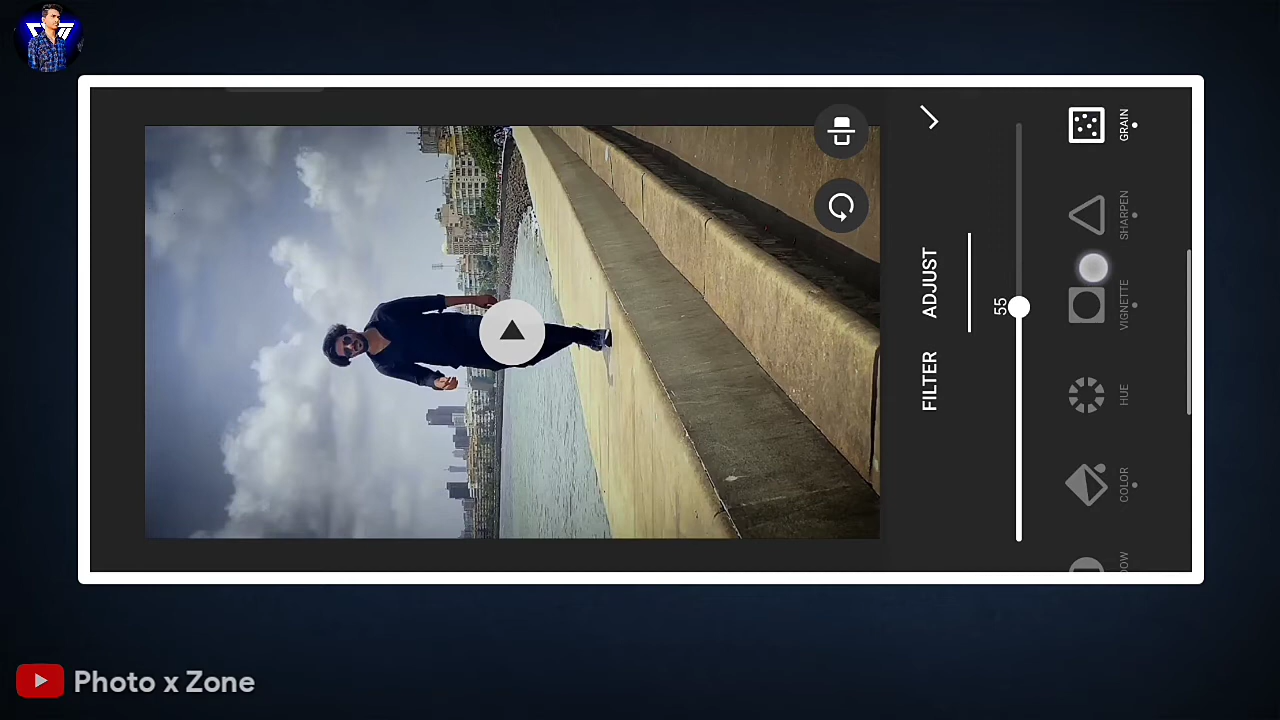 FILTER
ADJUST
55
COLOR
HUE
VIGNETTE
SHARPEN
GRAIN
Photo x Zone